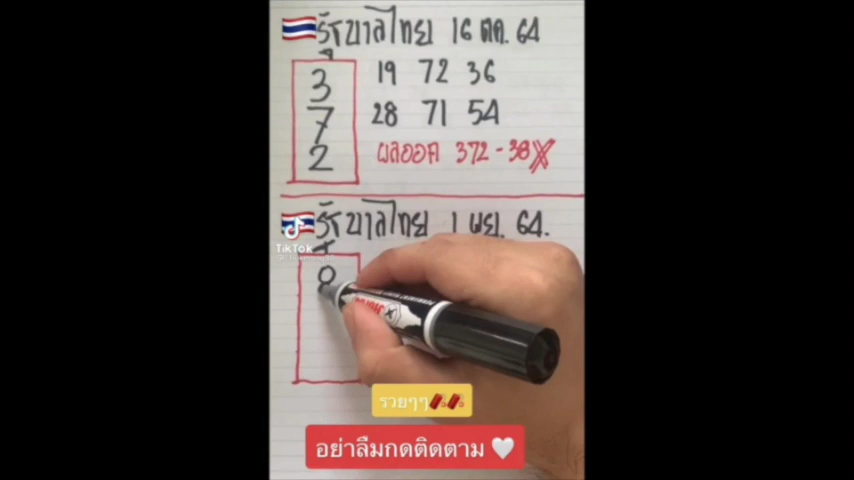 รัฐบาลไทย 16 ตค. 64
3 19 72 36
7 28 71 54
2 ผลออก 372 - 38
รัฐบาลไทย 1 พย. 64.
TikTok
8
รวยๆๆ🧧🧧
อย่าลืมกดติดตาม 🤍